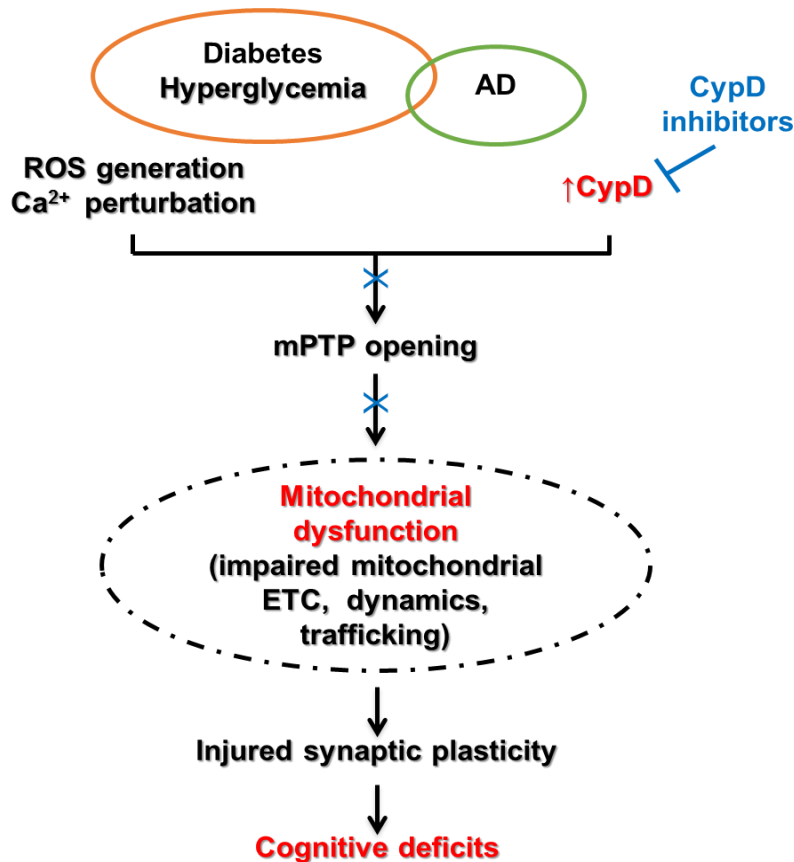 Diabetes
Hyperglycemia
AD
CypD
inhibitors
ROS generation
Ca²⁺ perturbation
↑CypD
mPTP opening
Mitochondrial
dysfunction
(impaired mitochondrial
ETC, dynamics,
trafficking)
Injured synaptic plasticity
Cognitive deficits